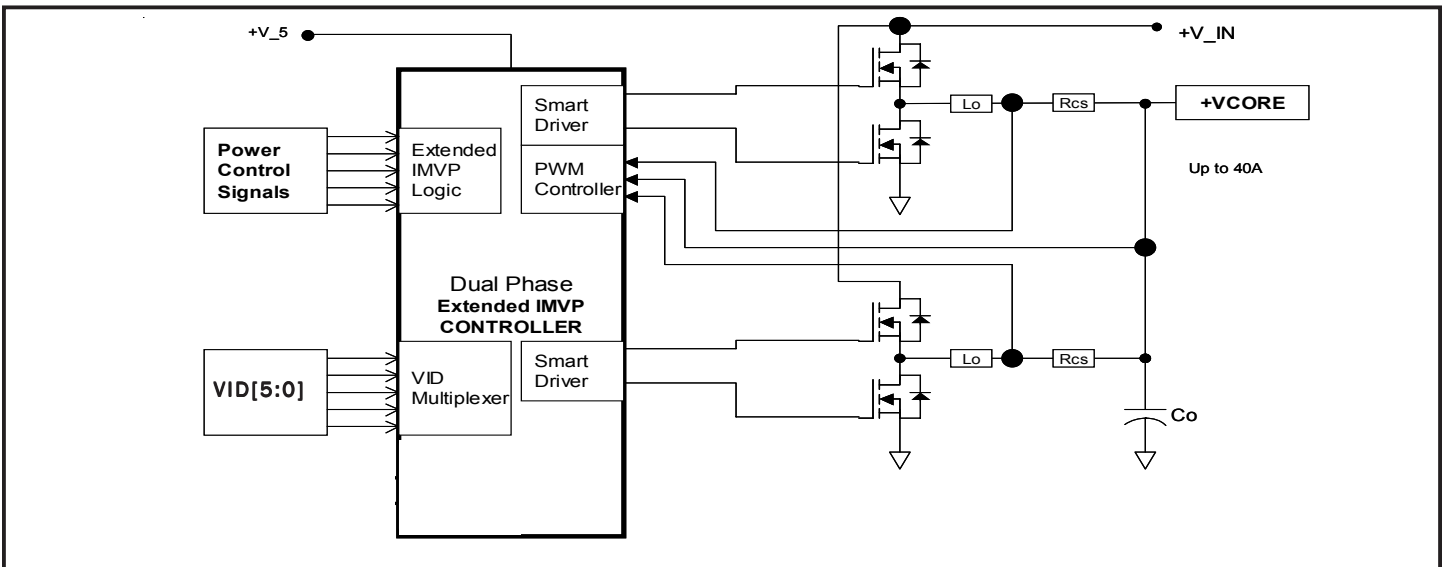 +V_5
+V_IN
Smart
Driver
Lo
Rcs
+VCORE
Power
Control
Signals
Extended
IMVP
Logic
PWM
Controller
Up to 40A
Dual Phase
Extended IMVP
CONTROLLER
VID[5:0]
VID
Multiplexer
Smart
Driver
Lo
Rcs
Co